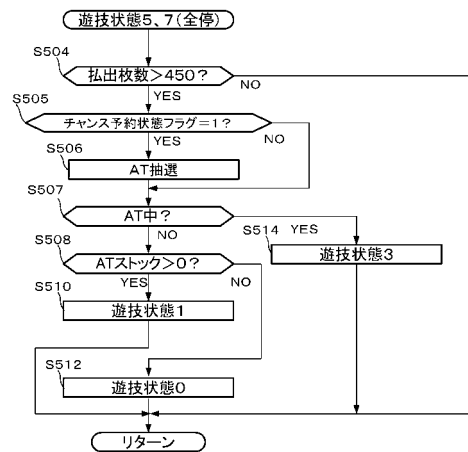 遊技状態5、7(全停)
S504
払出枚数>450?
NO
YES
S505
チャンス予約状態フラグ=1?
YES
NO
S506
AT抽選
S507
AT中?
YES
NO
S514
遊技状態3
S508
ATストック>0?
YES
NO
S510
遊技状態1
S512
遊技状態0
リターン